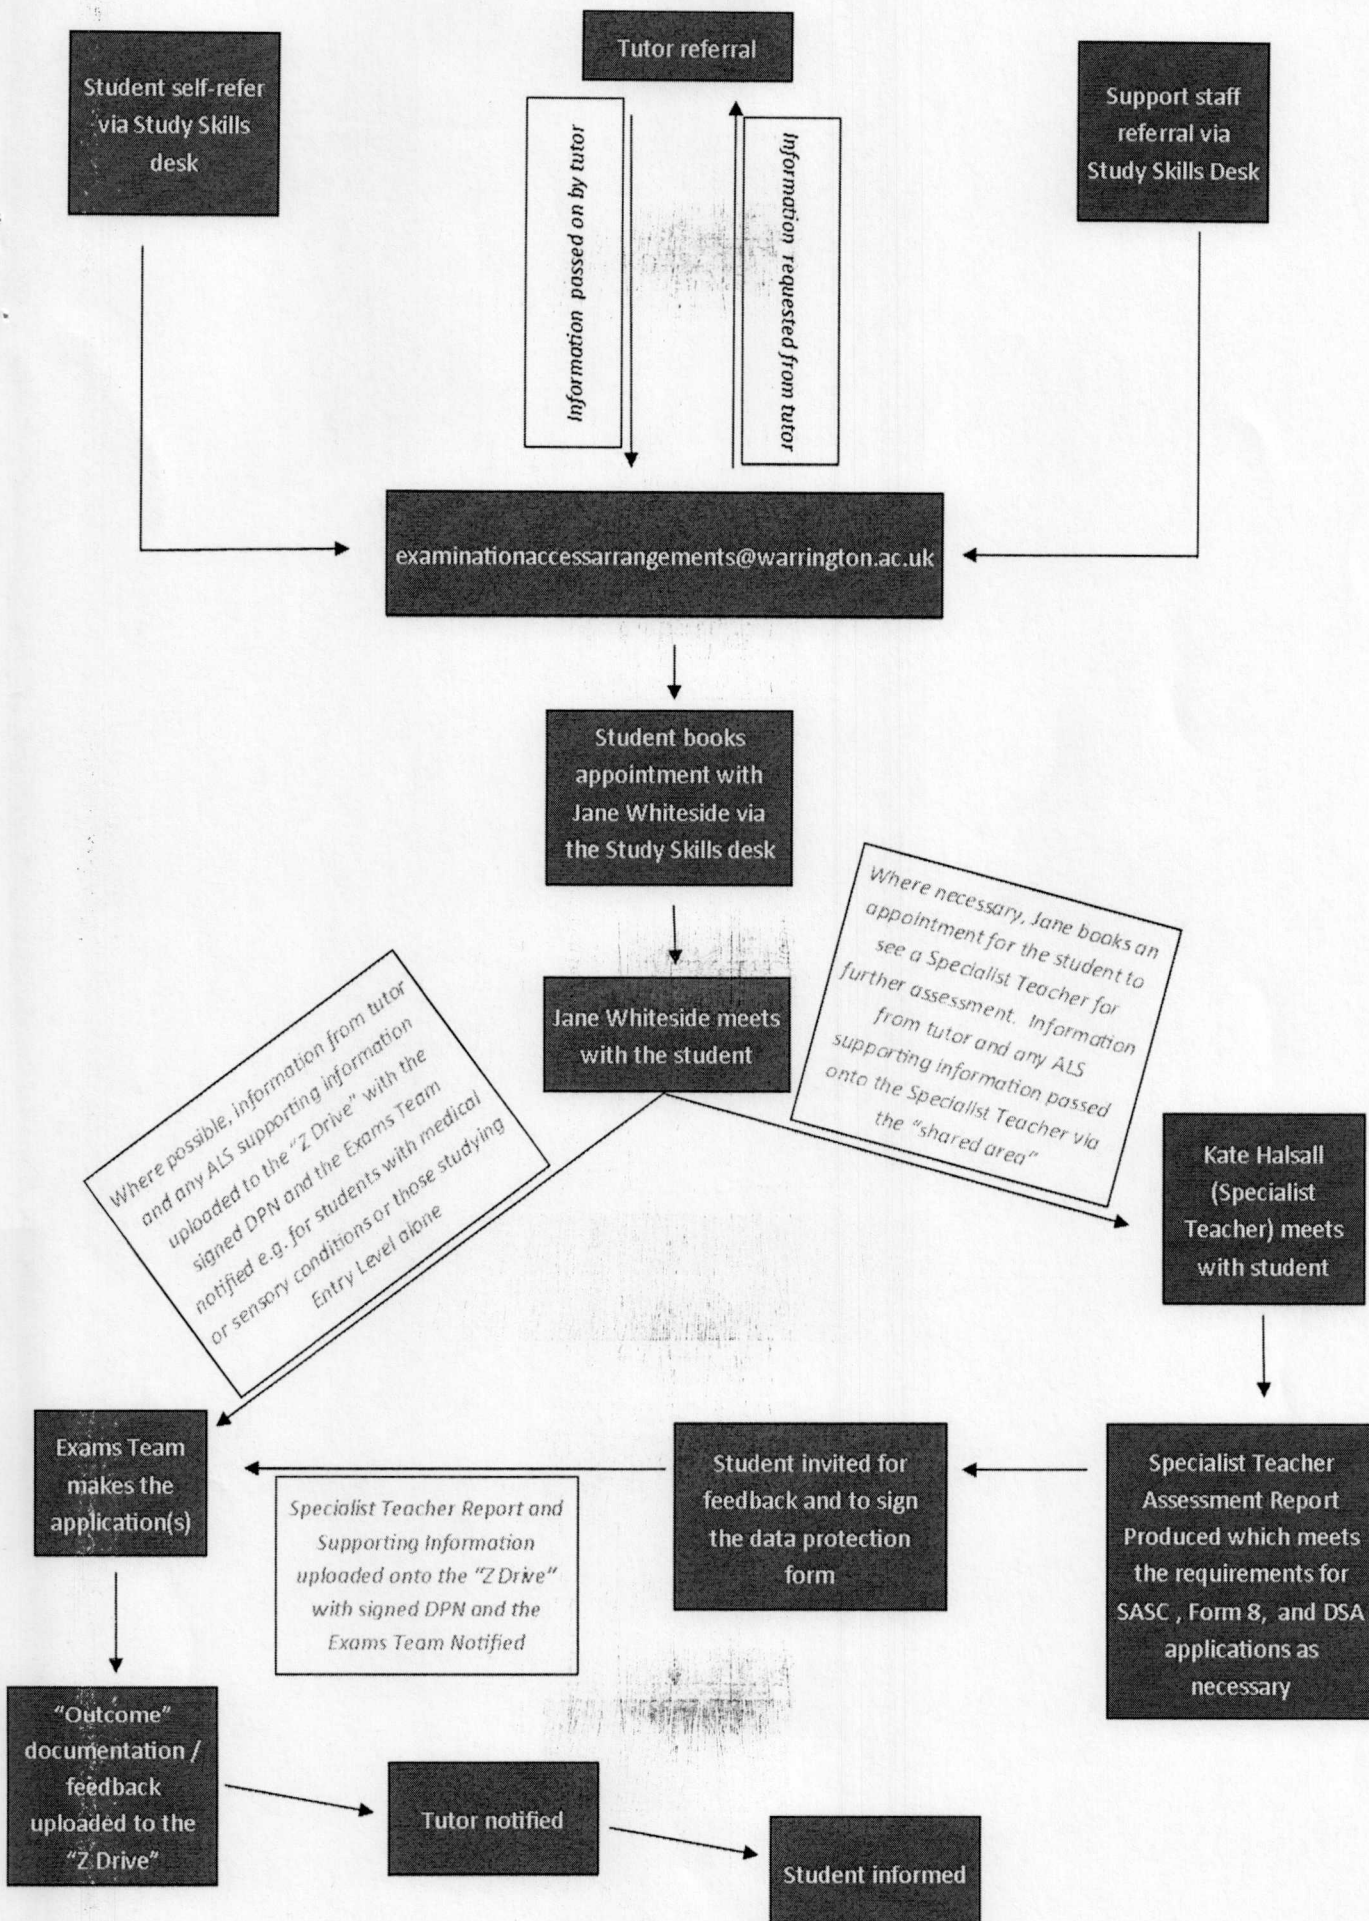 Tutor referral
Student self-refer
via Study Skills
desk
Support staff
referral via
Study Skills Desk
Information passed on by tutor
Information requested from tutor
examinationaccessarrangements@warrington.ac.uk
Student books
appointment with
Jane Whiteside via
the Study Skills desk
Jane Whiteside meets
with the student
Where necessary, Jane books an
appointment for the student to
see a Specialist Teacher for
further assessment. Information
from tutor and any ALS
supporting information passed
onto the Specialist Teacher via
the "shared area"
Where possible, information from tutor
and any ALS supporting information
uploaded to the "Z Drive" with the
signed DPN and the Exams Team
notified e.g. for students with medical
or sensory conditions or those studying
Entry Level alone
Kate Halsall
(Specialist
Teacher) meets
with student
Exams Team
makes the
application(s)
Specialist Teacher Report and
Supporting Information
uploaded onto the "Z Drive"
with signed DPN and the
Exams Team Notified
Student invited for
feedback and to sign
the data protection
form
Specialist Teacher
Assessment Report
Produced which meets
the requirements for
SASC , Form 8, and DSA
applications as
necessary
"Outcome"
documentation /
feedback
uploaded to the
"Z Drive"
Tutor notified
Student informed